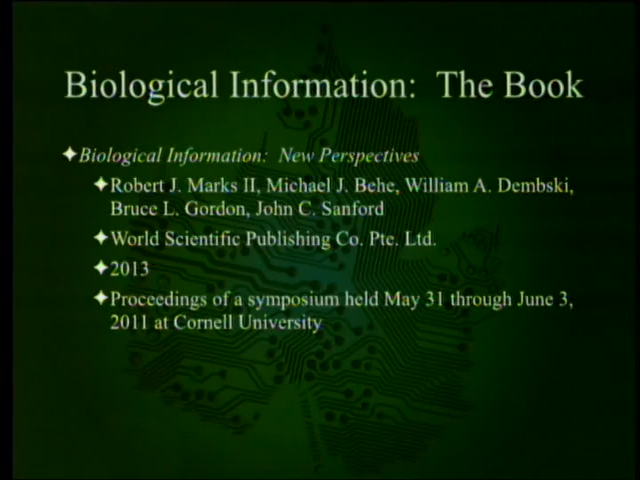 Biological Information: The Book
Biological Information: New Perspectives
Robert J. Marks II, Michael J. Behe, William A. Dembski,
Bruce L. Gordon, John C. Sanford
World Scientific Publishing Co. Pte. Ltd.
2013
Proceedings of a symposium held May 31 through June 3,
2011 at Cornell University